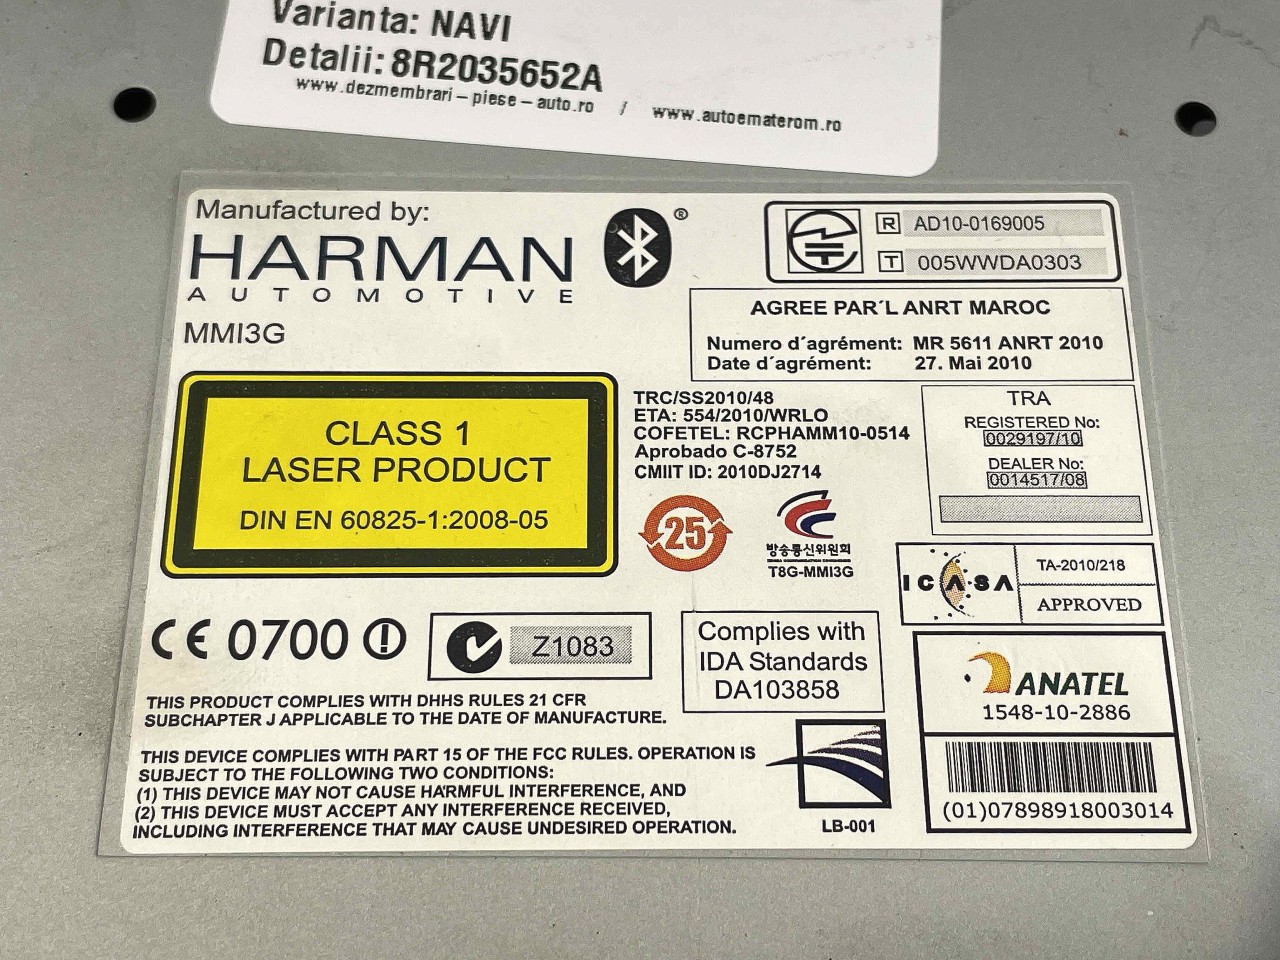 Varianta: NAVI
Detalii: 8R2035652A
www.dezmembrari-piese-auto.ro / www.autoematerom.ro
Manufactured by:
HARMAN
AUTOMOTIVE
MMI3G
®
R AD10-0169005
T 005WWDA0303
AGREE PAR´L ANRT MAROC
Numero d´agrément: MR 5611 ANRT 2010
Date d´agrément: 27. Mai 2010
CLASS 1
LASER PRODUCT
DIN EN 60825-1:2008-05
TRC/SS2010/48
ETA: 554/2010/WRLO
COFETEL: RCPHAMM10-0514
Aprobado C-8752
CMIIT ID: 2010DJ2714
TRA
REGISTERED No:
0029197/10
DEALER No:
0014517/08
25
방송통신위원회
T8G-MMI3G
ICASA
TA-2010/218
APPROVED
CE 0700
Z1083
Complies with
IDA Standards
DA103858
ANATEL
1548-10-2886
(01)07898918003014
THIS PRODUCT COMPLIES WITH DHHS RULES 21 CFR
SUBCHAPTER J APPLICABLE TO THE DATE OF MANUFACTURE.
THIS DEVICE COMPLIES WITH PART 15 OF THE FCC RULES. OPERATION IS
SUBJECT TO THE FOLLOWING TWO CONDITIONS:
(1) THIS DEVICE MAY NOT CAUSE HARMFUL INTERFERENCE, AND
(2) THIS DEVICE MUST ACCEPT ANY INTERFERENCE RECEIVED,
INCLUDING INTERFERENCE THAT MAY CAUSE UNDESIRED OPERATION.
LB-001